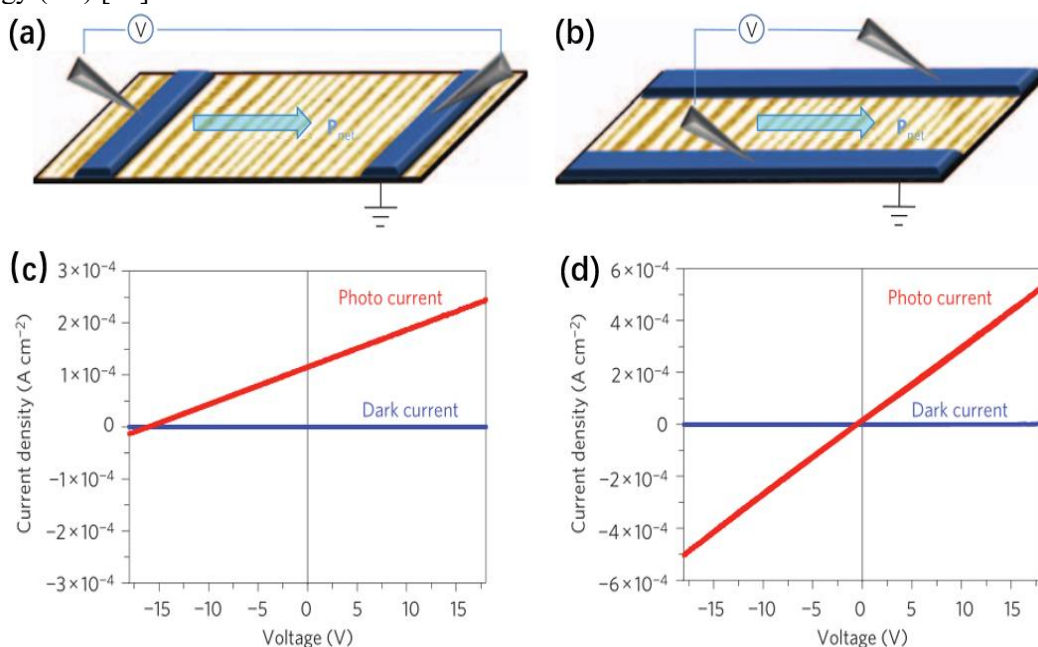 (a)
V
P net
(b)
V
P net
(c)
3×10⁻⁴
2×10⁻⁴
1×10⁻⁴
0
−1×10⁻⁴
−2×10⁻⁴
−3×10⁻⁴
Current density (A cm⁻²)
Photo current
Dark current
−15 −10 −5 0 5 10 15
Voltage (V)
(d)
6×10⁻⁴
4×10⁻⁴
2×10⁻⁴
0
−2×10⁻⁴
−4×10⁻⁴
−6×10⁻⁴
Current density (A cm⁻²)
Photo current
Dark current
−15 −10 −5 0 5 10 15
Voltage (V)